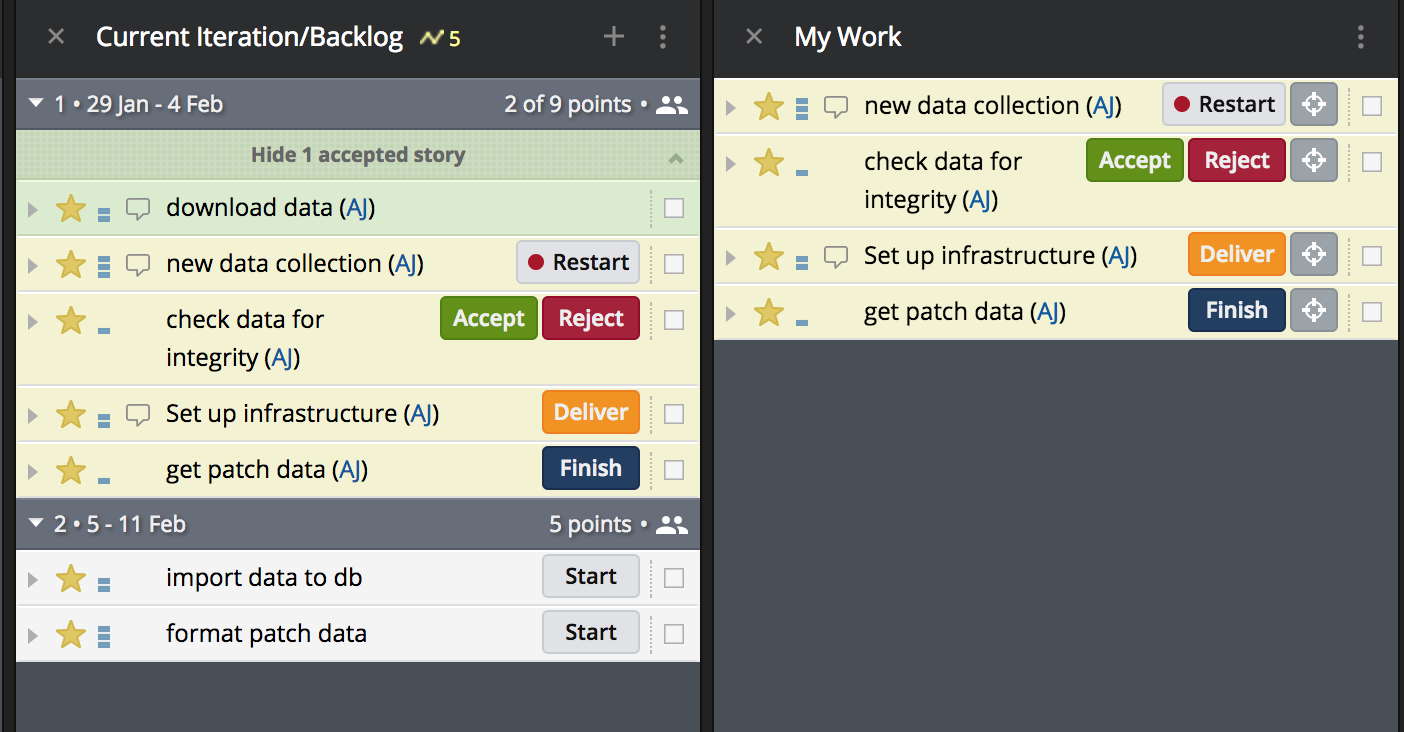 Current Iteration/Backlog 5
1 • 29 Jan - 4 Feb 2 of 9 points •
Hide 1 accepted story
download data (AJ)
new data collection (AJ) Restart
check data for Accept Reject
integrity (AJ)
Set up infrastructure (AJ) Deliver
get patch data (AJ) Finish
2 • 5 - 11 Feb 5 points •
import data to db Start
format patch data Start
My Work
new data collection (AJ) Restart
check data for Accept Reject
integrity (AJ)
Set up infrastructure (AJ) Deliver
get patch data (AJ) Finish